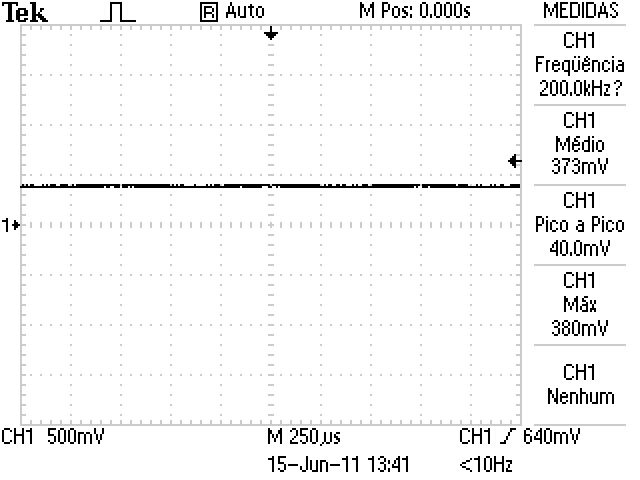 Tek
R Auto
M Pos: 0.000s
MEDIDAS
CH1
Freqüência
200.0kHz?
CH1
Médio
373mV
CH1
Pico a Pico
40.0mV
CH1
Máx
380mV
CH1
Nenhum
1
CH1 500mV
M 250µs
CH1 640mV
15-Jun-11 13:41
<10Hz